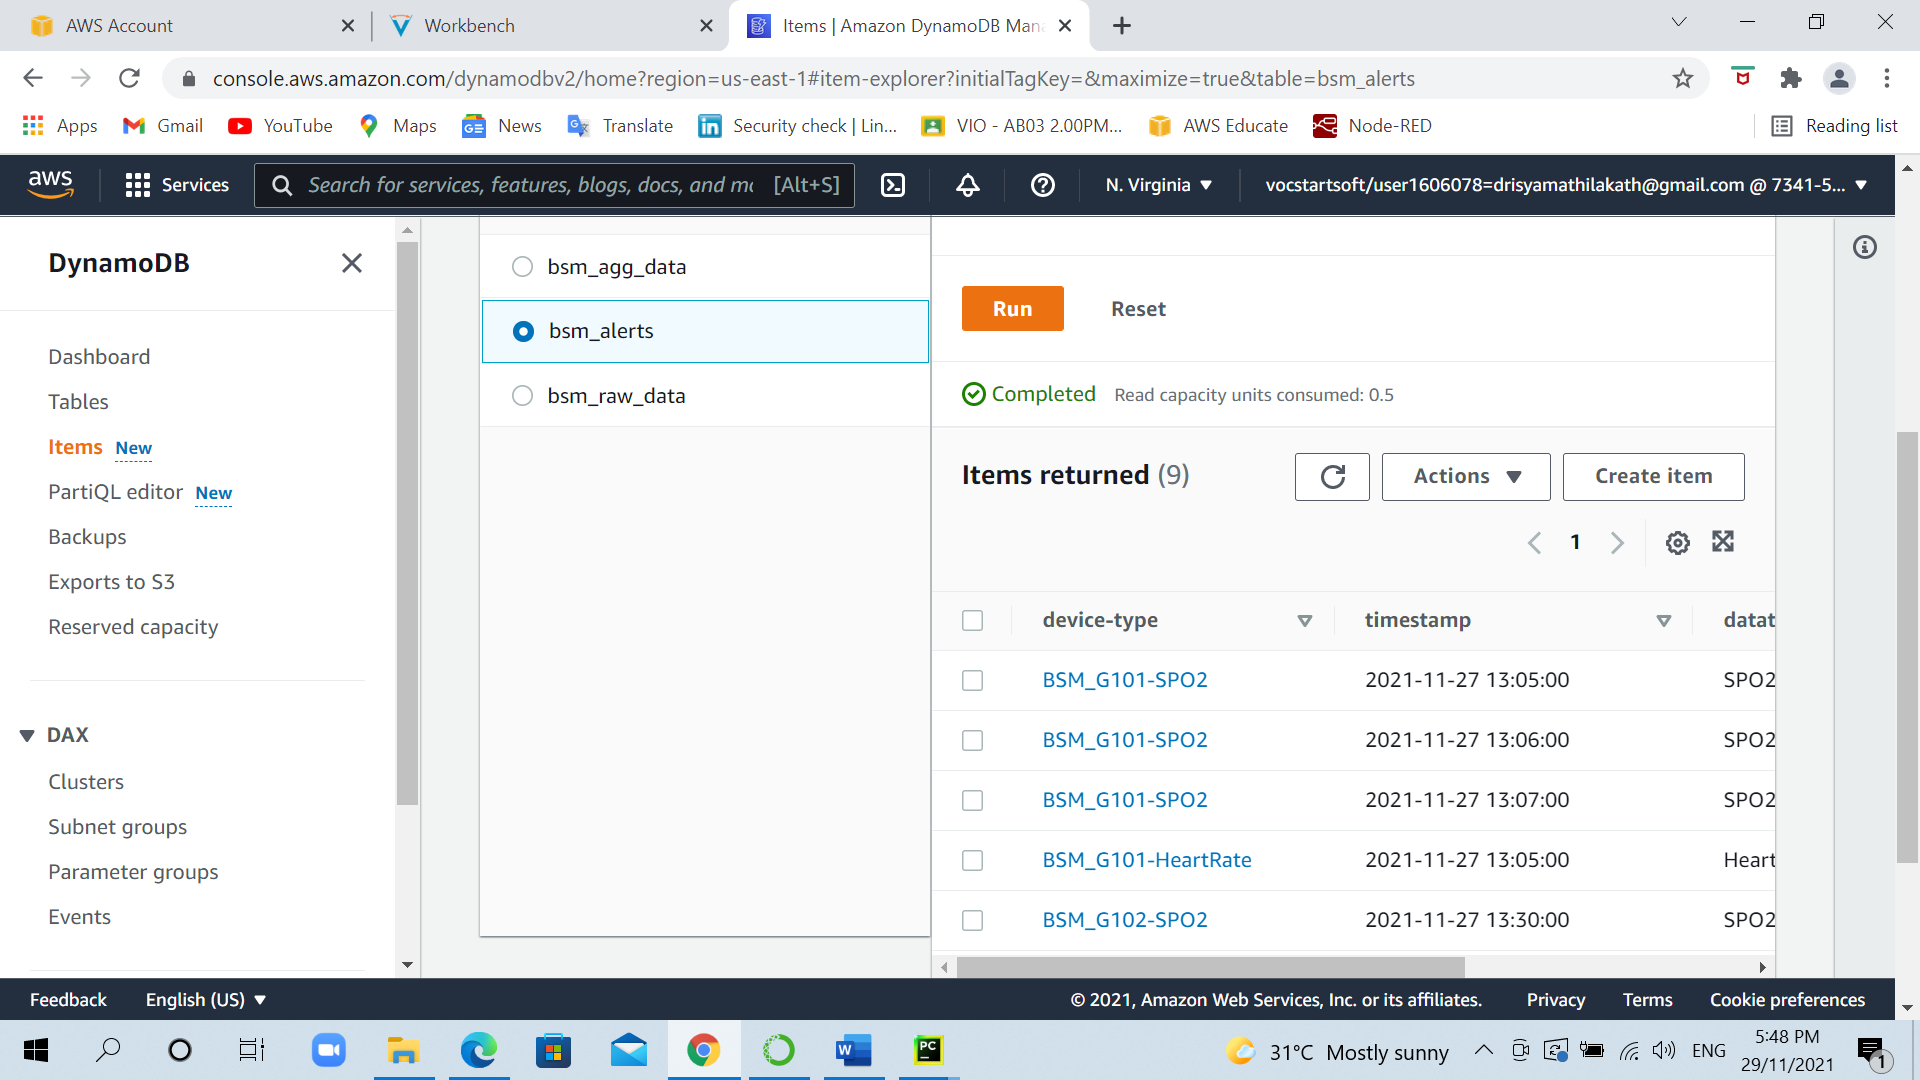 AWS Account
Workbench
Items | Amazon DynamoDB Mana
console.aws.amazon.com/dynamodbv2/home?region=us-east-1#item-explorer?initialTagKey=&maximize=true&table=bsm_alerts
Apps
Gmail
YouTube
Maps
News
Translate
Security check | Lin...
VIO - AB03 2.00PM...
AWS Educate
Node-RED
Reading list
aws
Services
Search for services, features, blogs, docs, and mo
[Alt+S]
N. Virginia
vocstartsoft/user1606078=drisyamathilakath@gmail.com @ 7341-5...
DynamoDB
Dashboard
Tables
Items New
PartiQL editor New
Backups
Exports to S3
Reserved capacity
DAX
Clusters
Subnet groups
Parameter groups
Events
bsm_agg_data
bsm_alerts
bsm_raw_data
Run
Reset
Completed
Read capacity units consumed: 0.5
Items returned (9)
Actions
Create item
1
device-type timestamp datat
BSM_G101-SPO2 2021-11-27 13:05:00 SPO2
BSM_G101-SPO2 2021-11-27 13:06:00 SPO2
BSM_G101-SPO2 2021-11-27 13:07:00 SPO2
BSM_G101-HeartRate 2021-11-27 13:05:00 Heart
BSM_G102-SPO2 2021-11-27 13:30:00 SPO2
Feedback
English (US)
© 2021, Amazon Web Services, Inc. or its affiliates.
Privacy
Terms
Cookie preferences
W
PC
31°C Mostly sunny
ENG
5:48 PM
29/11/2021
1